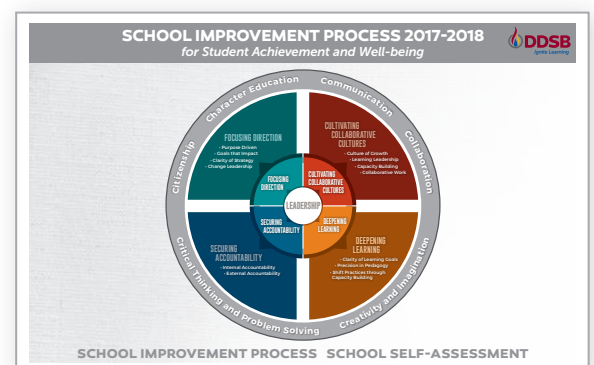 SCHOOL IMPROVEMENT PROCESS 2017-2018
for Student Achievement and Well-being
DDSB
Ignite Learning
Character Education
Communication
Citizenship
Collaboration
FOCUSING DIRECTION
- Purpose Driven
- Goals that Impact
- Clarity of Strategy
- Change Leadership
CULTIVATING
COLLABORATIVE
CULTURES
- Culture of Growth
- Learning Leadership
- Capacity Building
- Collaborative Work
FOCUSING
DIRECTION
CULTIVATING
COLLABORATIVE
CULTURES
LEADERSHIP
SECURING
ACCOUNTABILITY
DEEPENING
LEARNING
SECURING
ACCOUNTABILITY
- Internal Accountability
- External Accountability
DEEPENING
LEARNING
- Clarity of Learning Goals
- Precision in Pedagogy
- Shift Practices through
Capacity Building
Critical Thinking and Problem Solving
Creativity and Imagination
SCHOOL IMPROVEMENT PROCESS SCHOOL SELF-ASSESSMENT